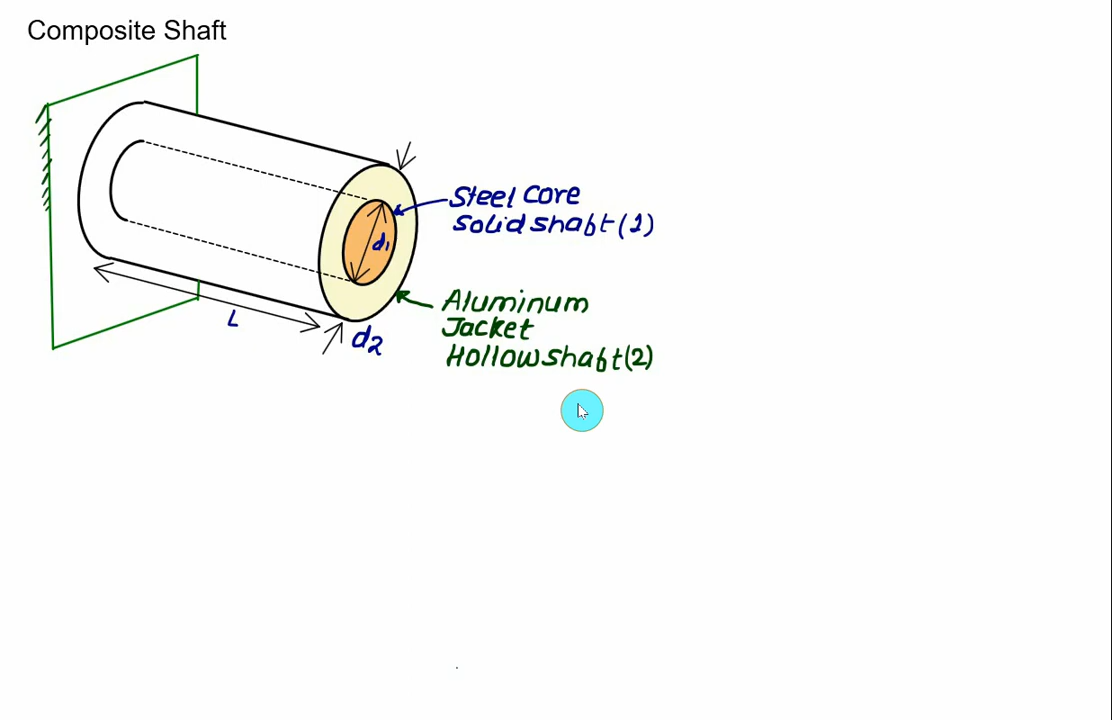 Composite Shaft
Steel Core
Solid shaft (1)
d1
Aluminum
Jacket
Hollow shaft (2)
L
d2